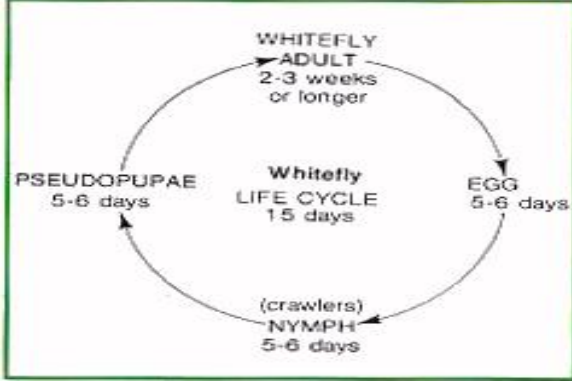 WHITEFLY
ADULT
2-3 weeks
or longer
PSEUDOPUPAE
5-6 days
Whitefly
LIFE CYCLE
15 days
EGG
5-6 days
(crawlers)
NYMPH
5-6 days